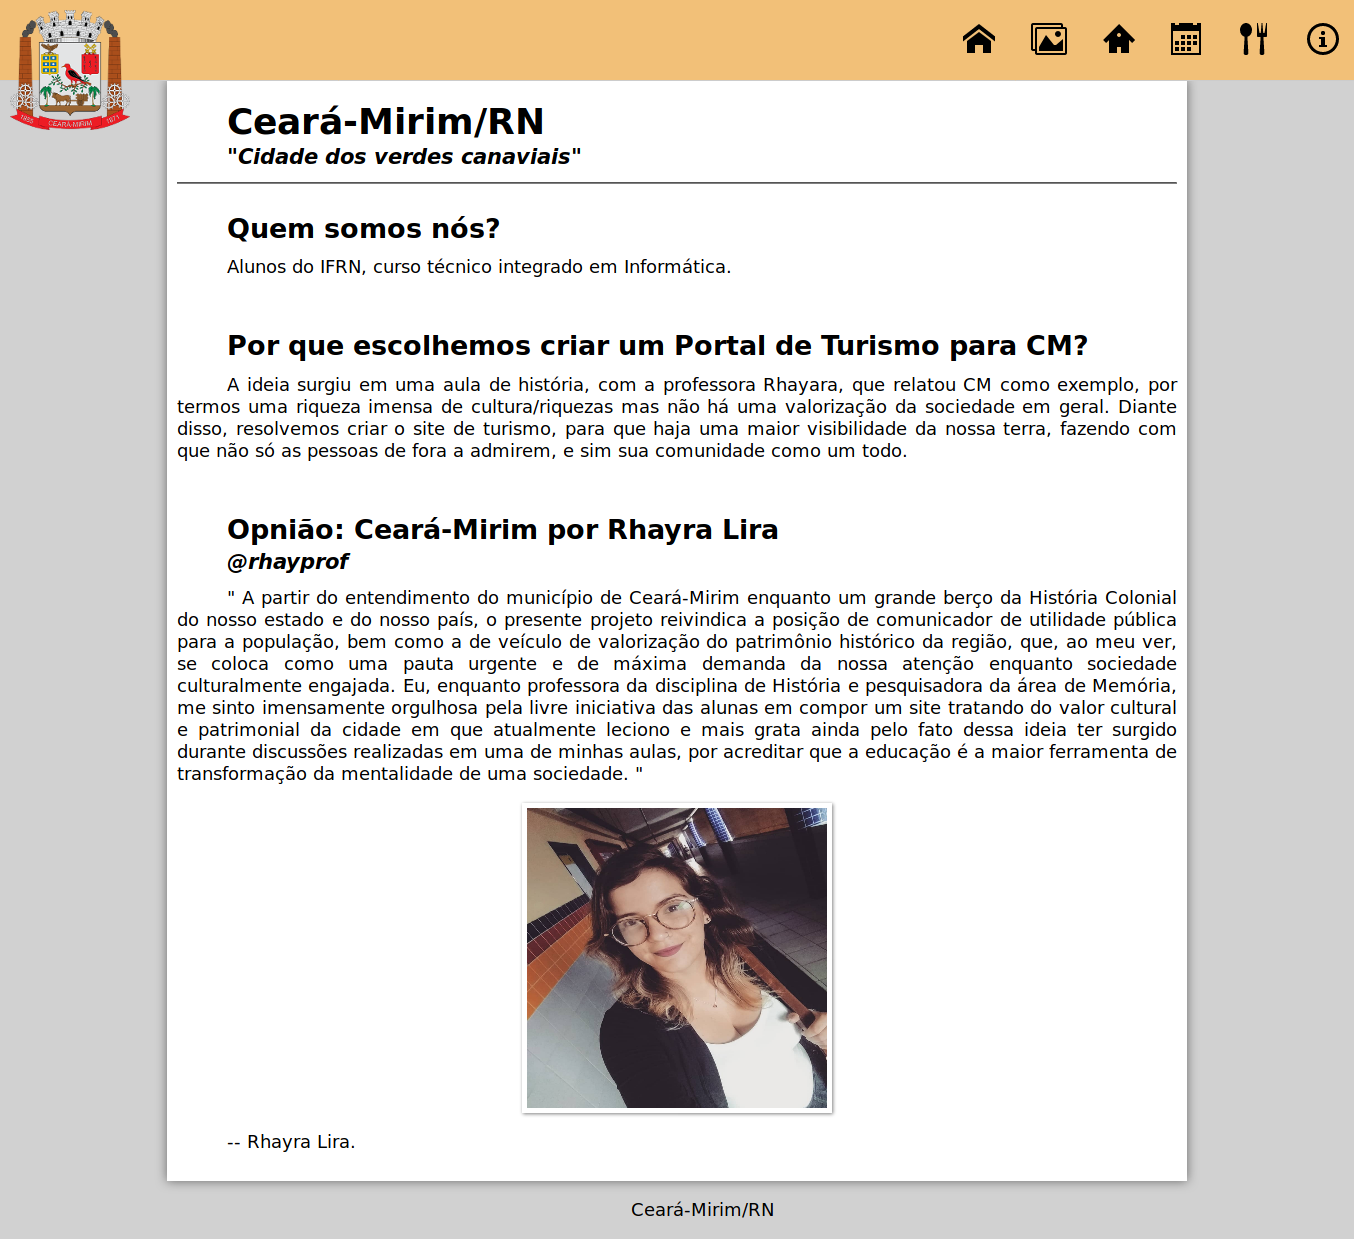 1855 CEARÁ-MIRIM 1871
Ceará-Mirim/RN
"Cidade dos verdes canaviais"
Quem somos nós?
Alunos do IFRN, curso técnico integrado em Informática.
Por que escolhemos criar um Portal de Turismo para CM?
A ideia surgiu em uma aula de história, com a professora Rhayara, que relatou CM como exemplo, por
termos uma riqueza imensa de cultura/riquezas mas não há uma valorização da sociedade em geral. Diante
disso, resolvemos criar o site de turismo, para que haja uma maior visibilidade da nossa terra, fazendo com
que não só as pessoas de fora a admirem, e sim sua comunidade como um todo.
Opnião: Ceará-Mirim por Rhayra Lira
@rhayprof
" A partir do entendimento do município de Ceará-Mirim enquanto um grande berço da História Colonial
do nosso estado e do nosso país, o presente projeto reivindica a posição de comunicador de utilidade pública
para a população, bem como a de veículo de valorização do patrimônio histórico da região, que, ao meu ver,
se coloca como uma pauta urgente e de máxima demanda da nossa atenção enquanto sociedade
culturalmente engajada. Eu, enquanto professora da disciplina de História e pesquisadora da área de Memória,
me sinto imensamente orgulhosa pela livre iniciativa das alunas em compor um site tratando do valor cultural
e patrimonial da cidade em que atualmente leciono e mais grata ainda pelo fato dessa ideia ter surgido
durante discussões realizadas em uma de minhas aulas, por acreditar que a educação é a maior ferramenta de
transformação da mentalidade de uma sociedade. "
-- Rhayra Lira.
Ceará-Mirim/RN